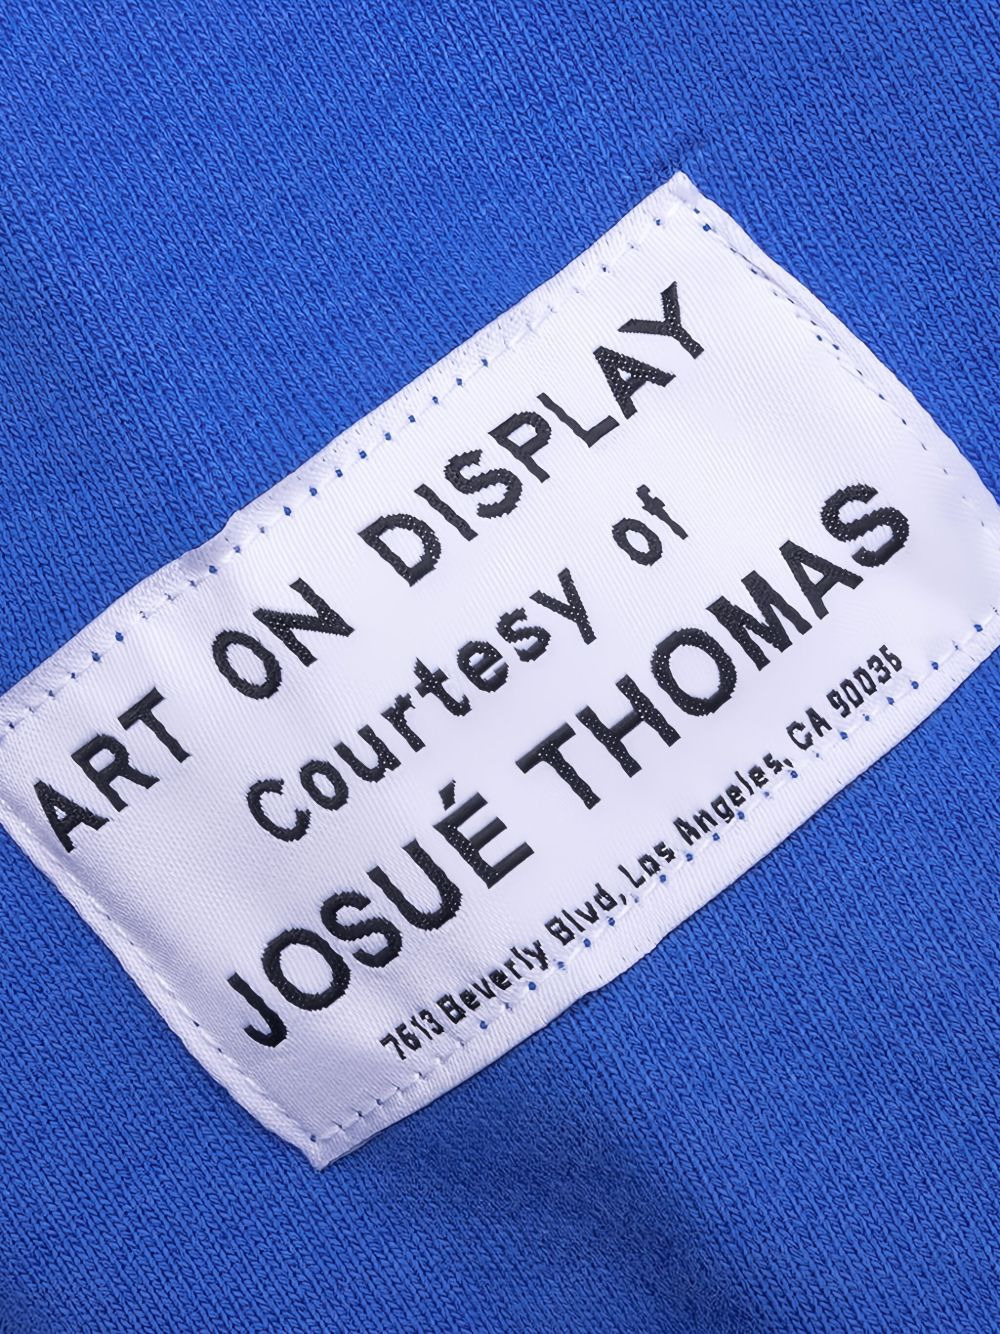 ART ON DISPLAY
Courtesy of
JOSUÉ THOMAS
7613 Beverly Blvd, Los Angeles, CA 90036